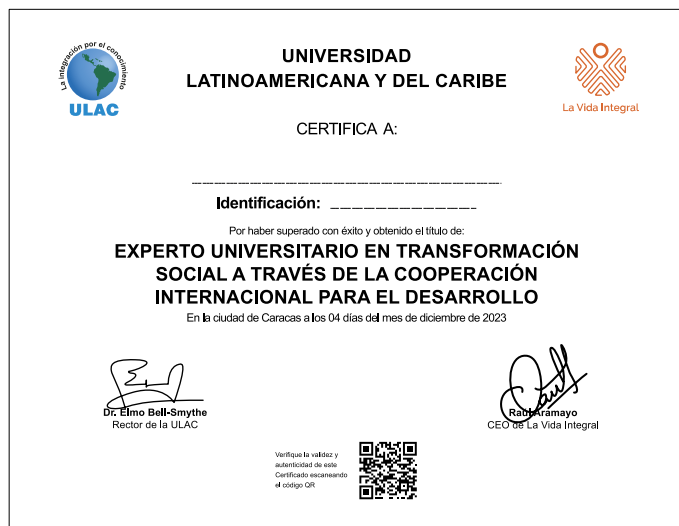 La integración por el conocimiento
ULAC
UNIVERSIDAD
LATINOAMERICANA Y DEL CARIBE
La Vida Integral
CERTIFICA A:
Identificación:
Por haber superado con éxito y obtenido el título de:
EXPERTO UNIVERSITARIO EN TRANSFORMACIÓN
SOCIAL A TRAVÉS DE LA COOPERACIÓN
INTERNACIONAL PARA EL DESARROLLO
En la ciudad de Caracas a los 04 días del mes de diciembre de 2023
Dr. Elmo Bell-Smythe
Rector de la ULAC
Raúl Aramayo
CEO de La Vida Integral
Verifique la validez y
autenticidad de este
Certificado escaneando
el código QR